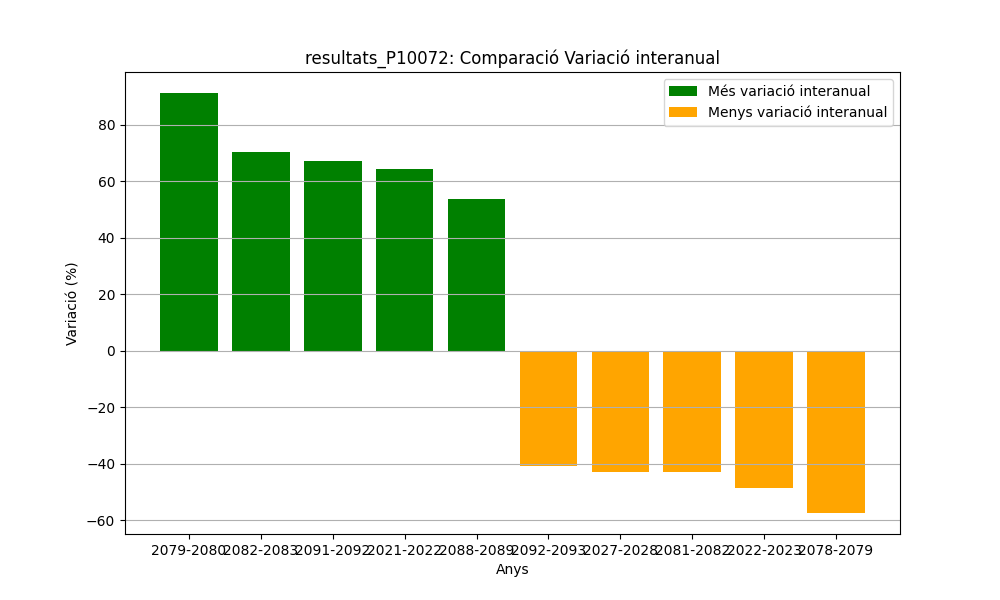 resultats_P10072: Comparació Variació interanual
Més variació interanual
Menys variació interanual
80
60
40
20
0
−20
−40
−60
Variació (%)
2079-2080 2082-2083 2091-2092 2021-2022 2088-2089 2092-2093 2027-2028 2081-2082 2022-2023 2078-2079
Anys